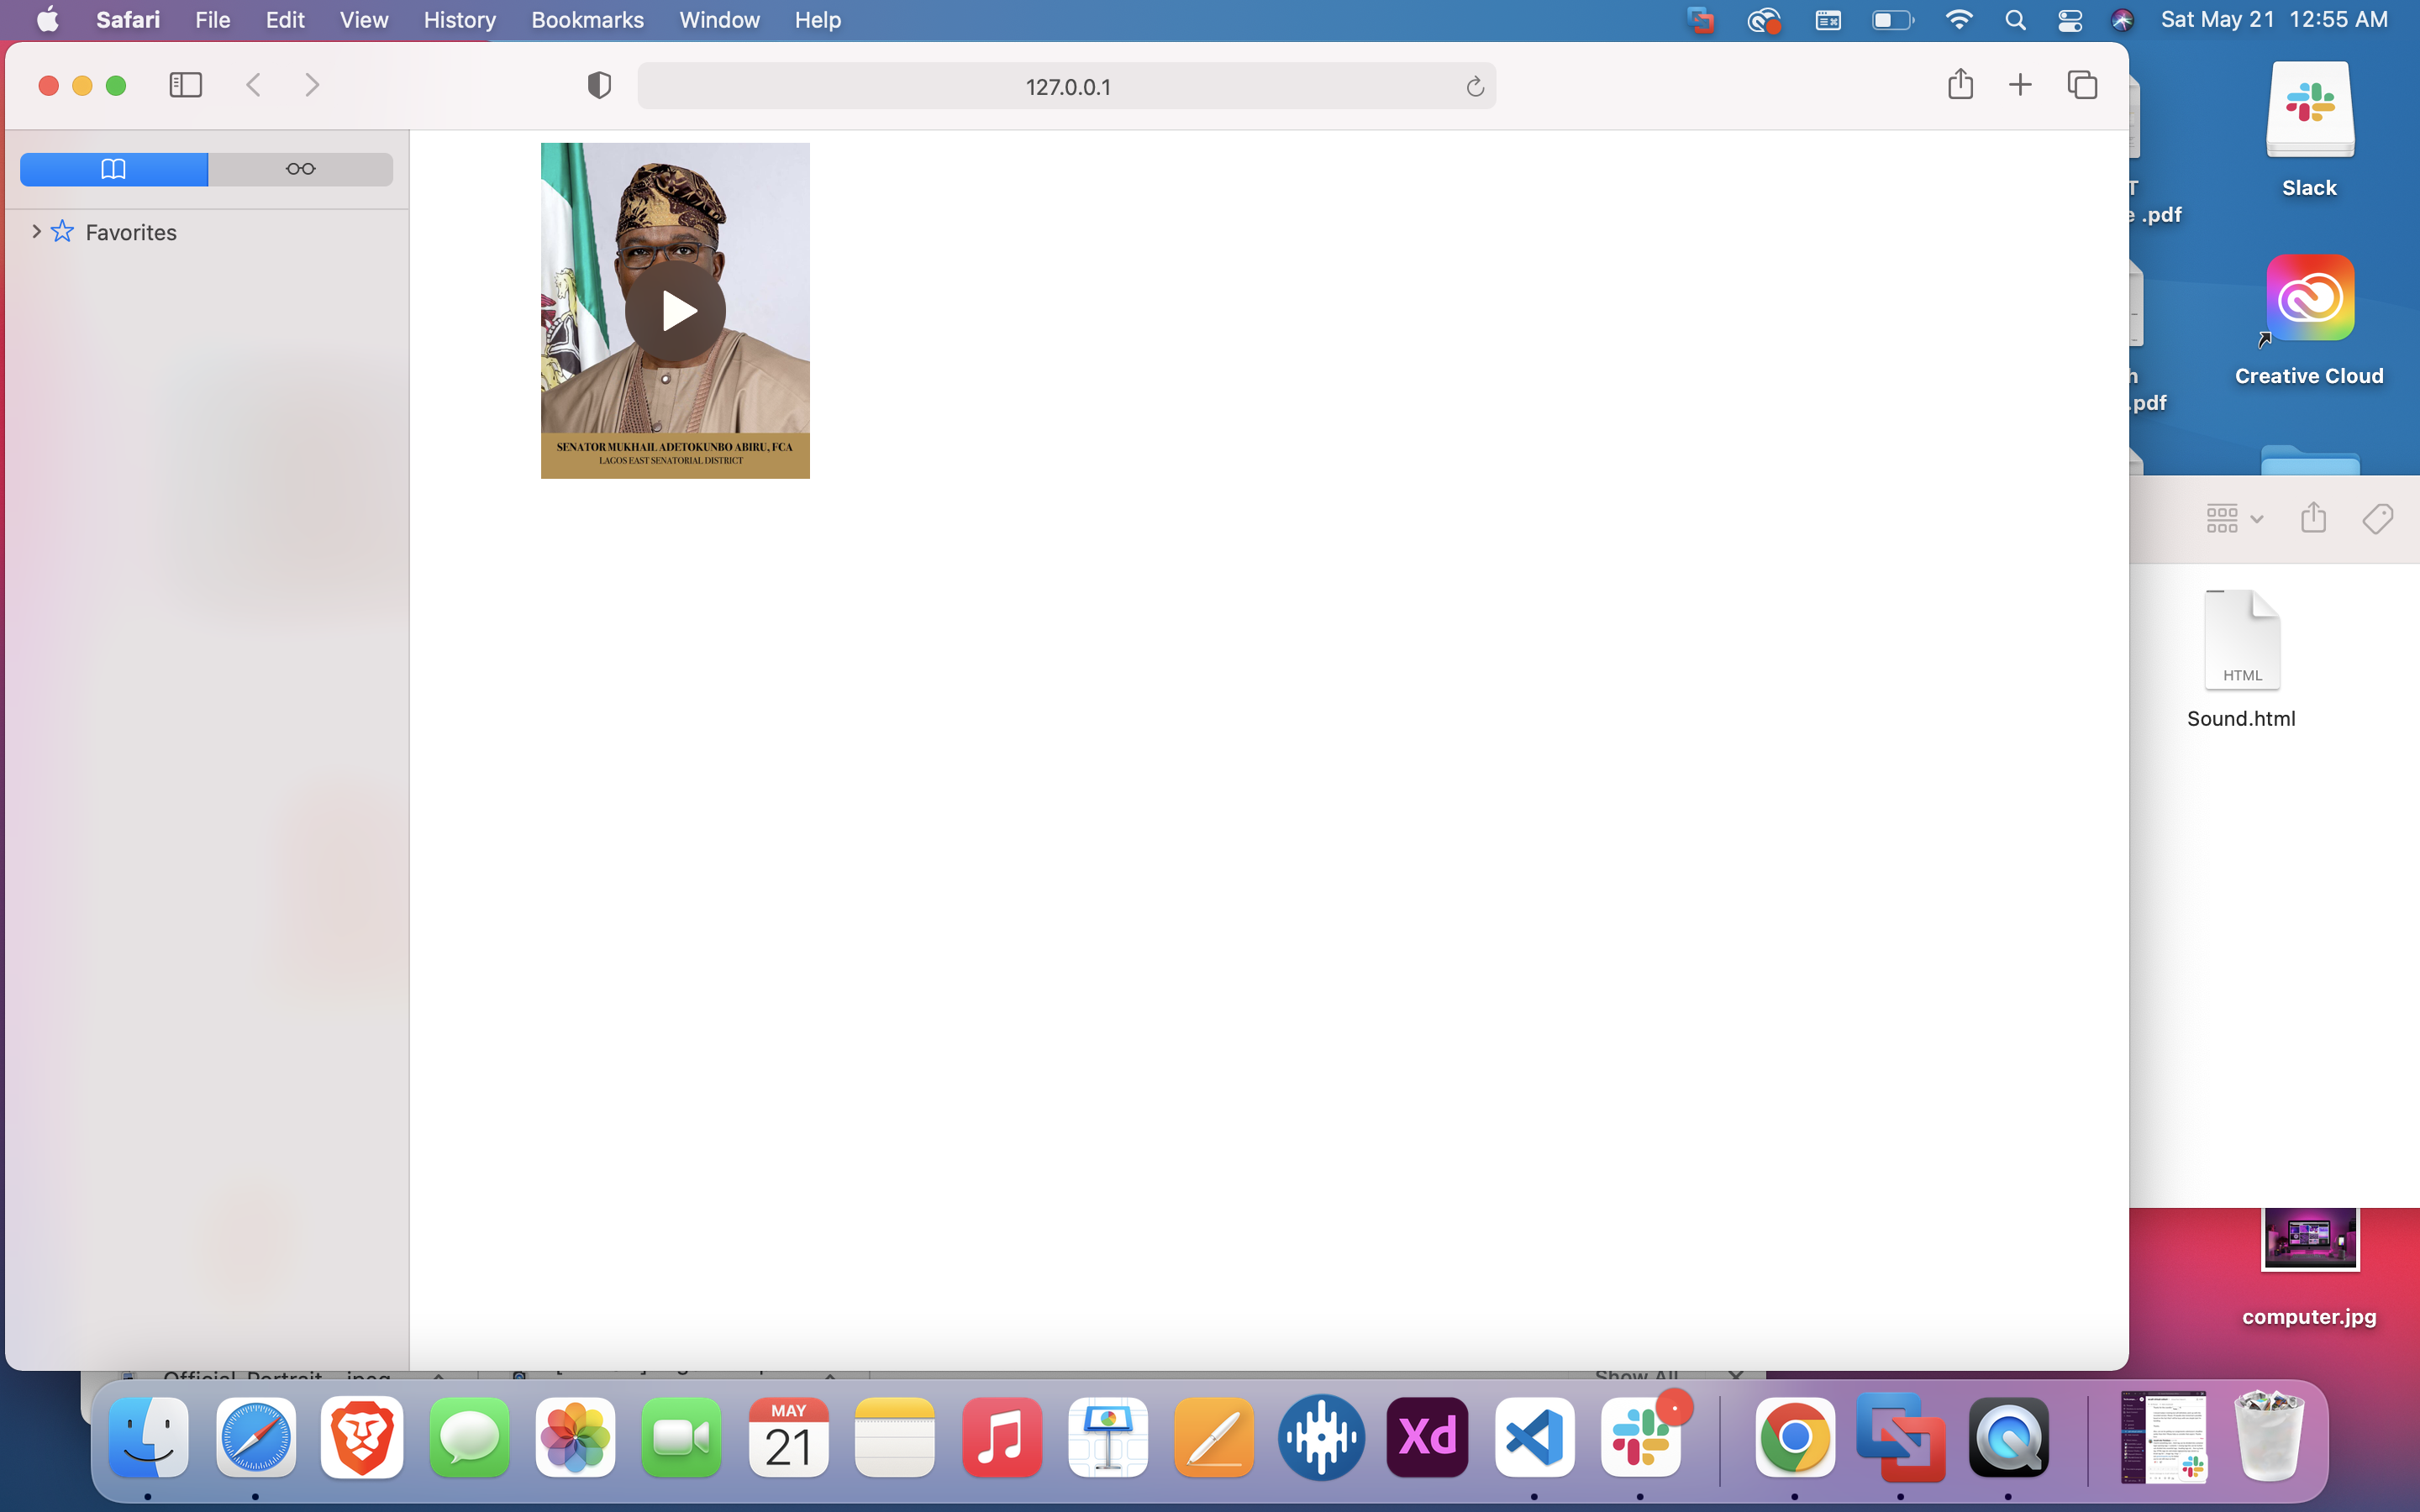 Safari File Edit View History Bookmarks Window Help Sat May 21 12:55 AM
127.0.0.1
Favorites
SENATOR MUKHAIL ADETOKUNBO ABIRU, FCA
LAGOS EAST SENATORIAL DISTRICT
Slack
.pdf
Creative Cloud
.pdf
HTML
Sound.html
computer.jpg
Show All
MAY
21
Xd